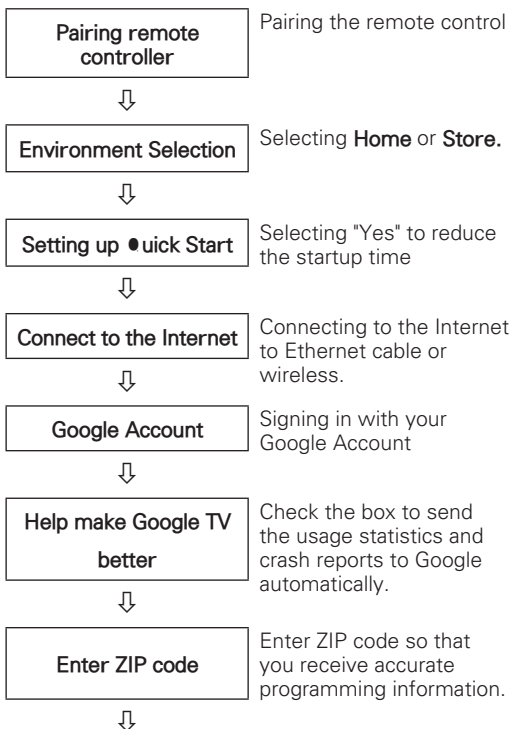 Pairing remote
controller
Pairing the remote control
Environment Selection
Selecting Home or Store.
Setting up ●uick Start
Selecting "Yes" to reduce
the startup time
Connect to the Internet
Connecting to the Internet
to Ethernet cable or
wireless.
Google Account
Signing in with your
Google Account
Help make Google TV
better
Check the box to send
the usage statistics and
crash reports to Google
automatically.
Enter ZIP code
Enter ZIP code so that
you receive accurate
programming information.